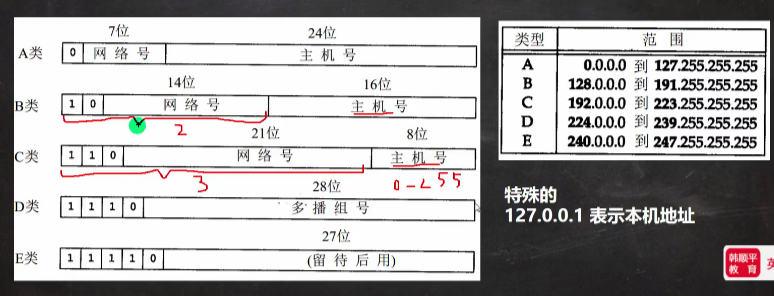 7位 24位
A类 0 网络号 主机号
14位 16位
B类 1 0 网络号 主机号
2
21位 8位
C类 1 1 0 网络号 主机号
3 0-255
28位
D类 1 1 1 0 多播组号
27位
E类 1 1 1 1 0 (留待后用)
类型 范围
A 0.0.0.0 到 127.255.255.255
B 128.0.0.0 到 191.255.255.255
C 192.0.0.0 到 223.255.255.255
D 224.0.0.0 到 239.255.255.255
E 240.0.0.0 到 247.255.255.255
特殊的
127.0.0.1 表示本机地址
韩顺平
教育
英